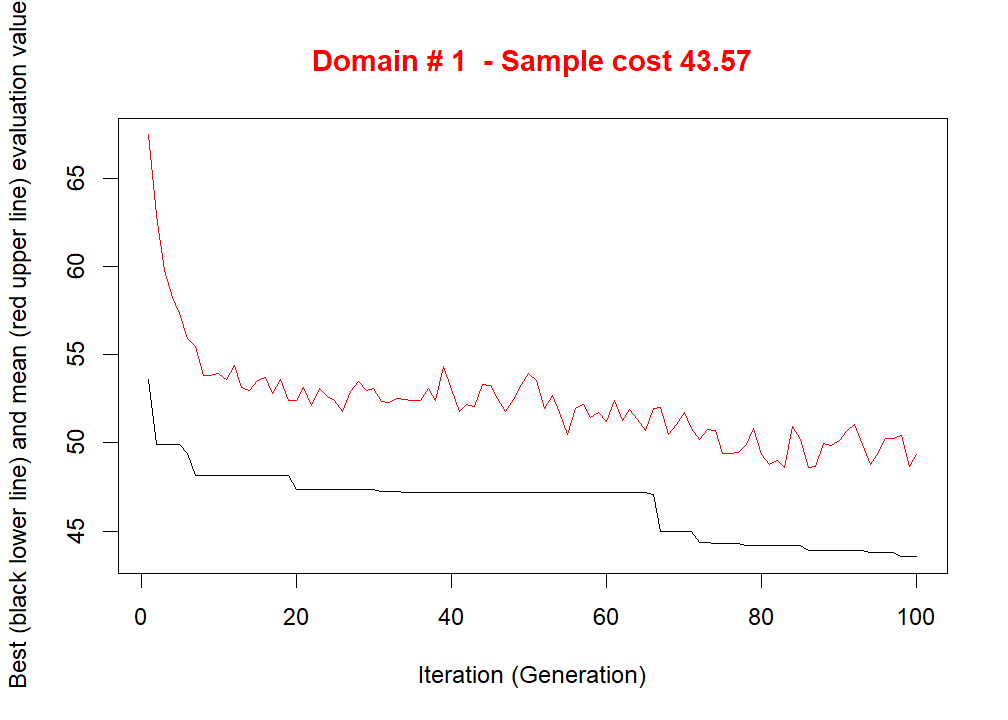 Domain # 1  - Sample cost 43.57
Best (black lower line) and mean (red upper line) evaluation value
65
60
55
50
45
0 20 40 60 80 100
Iteration (Generation)